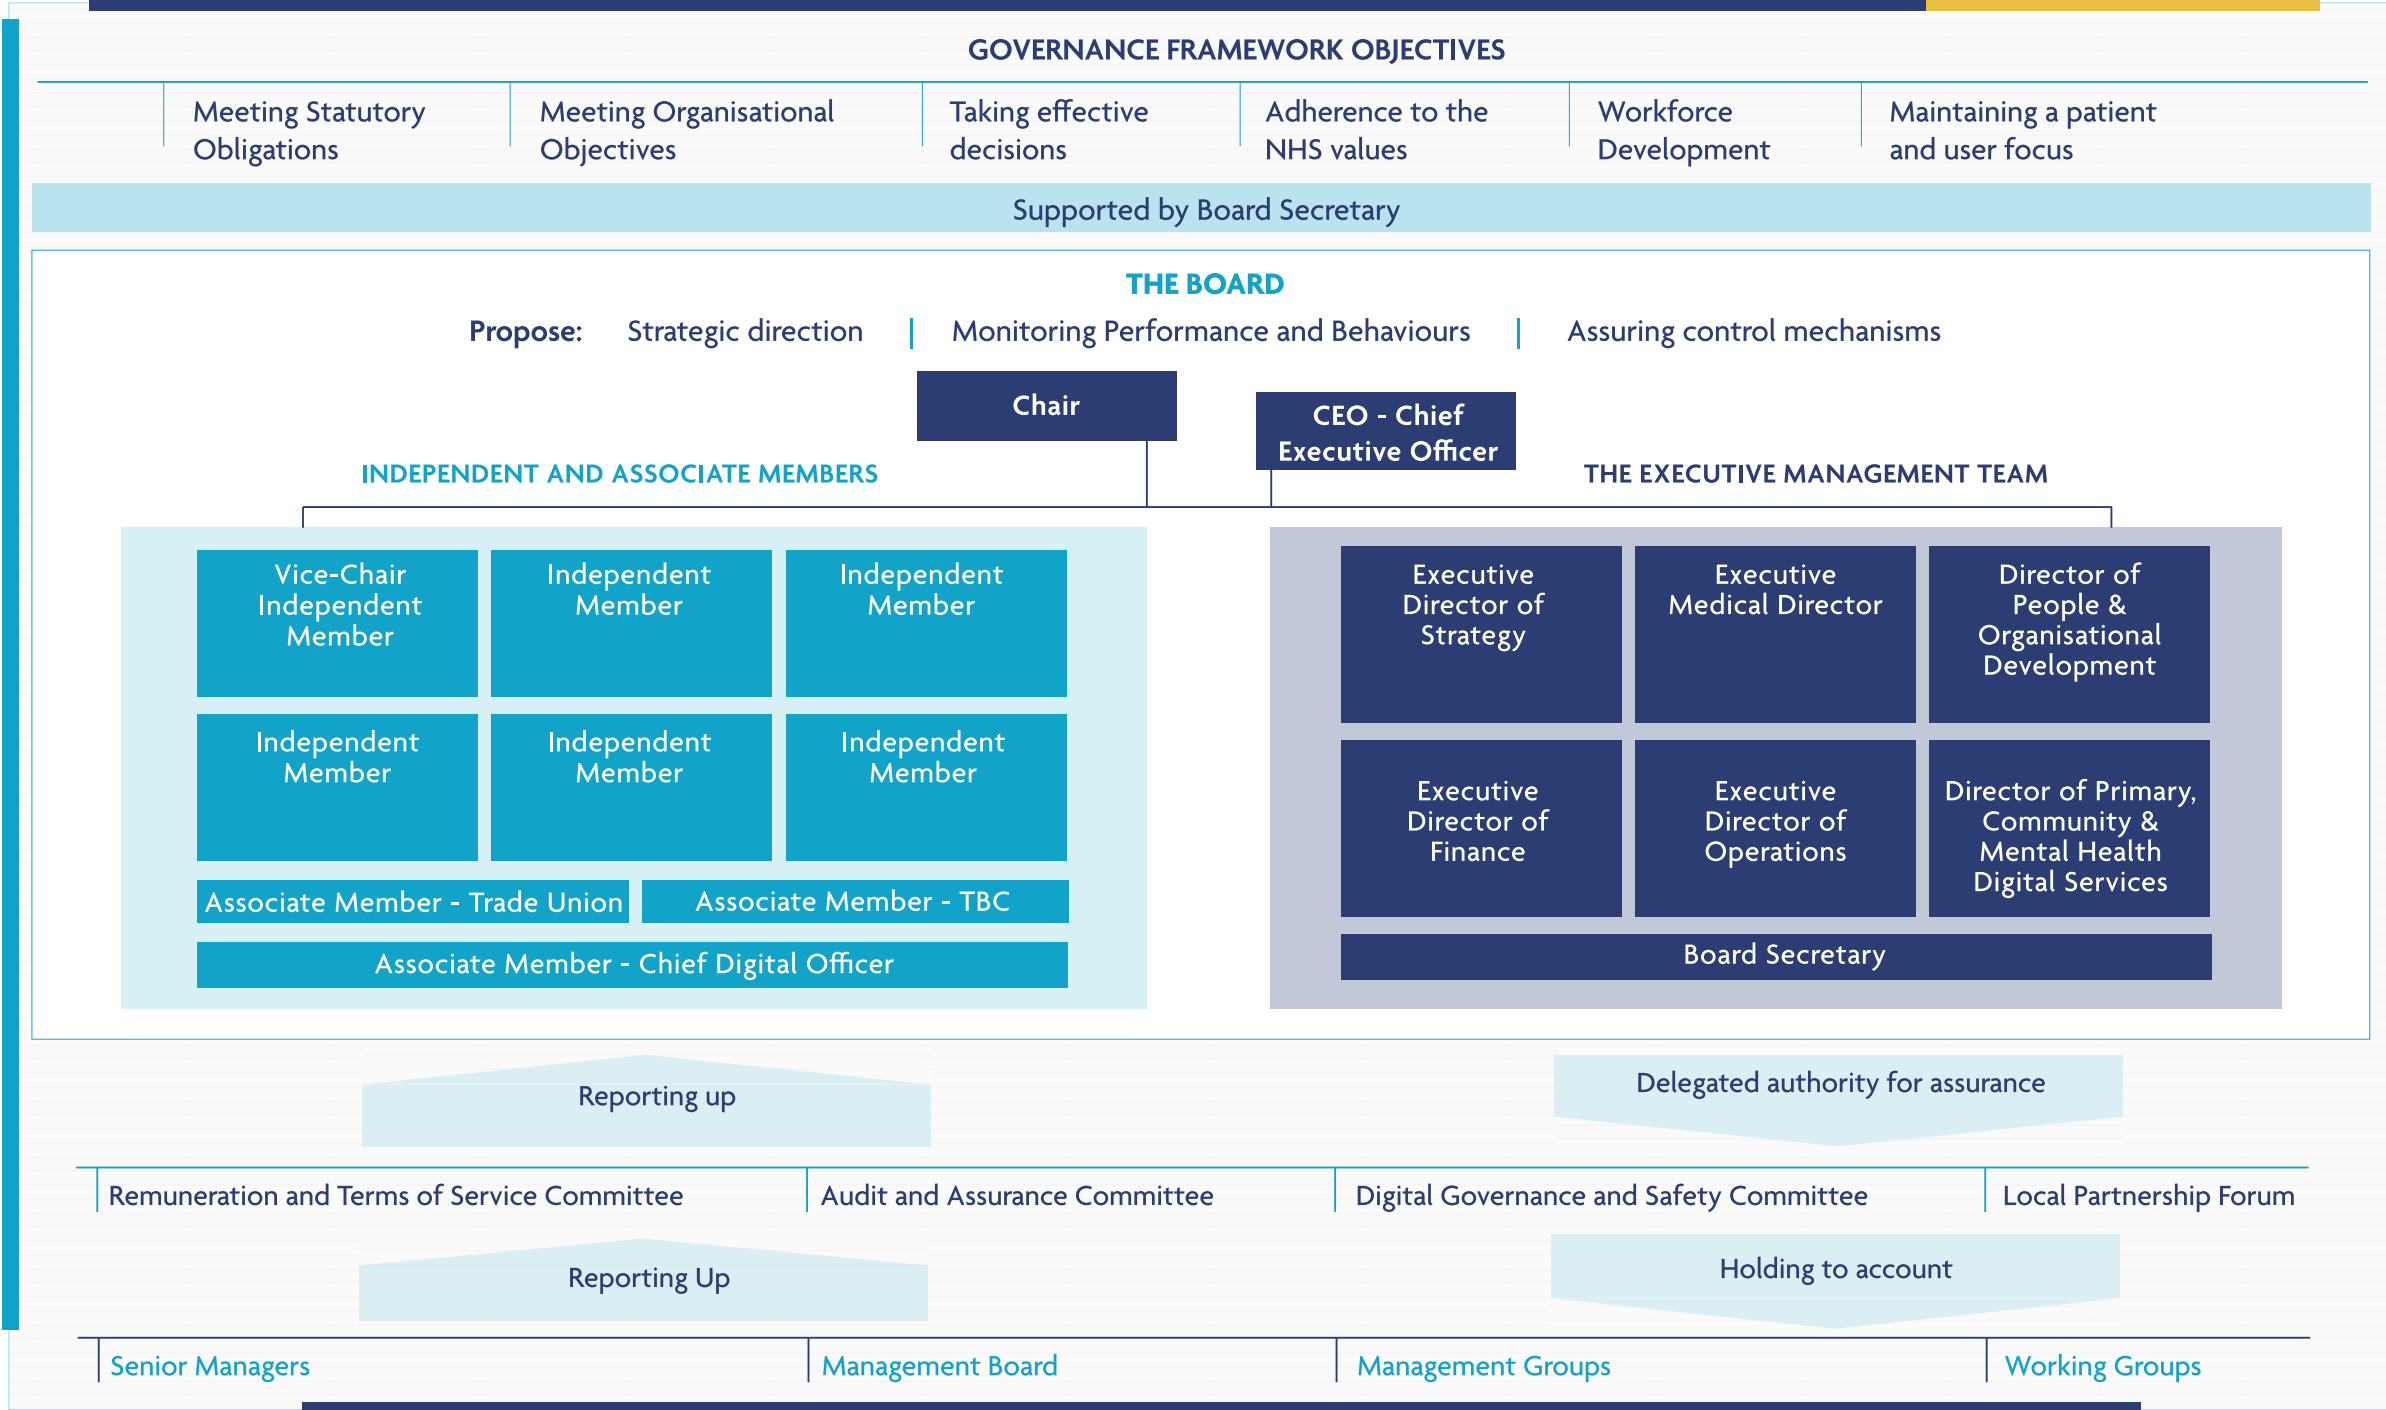 GOVERNANCE FRAMEWORK OBJECTIVES
Meeting Statutory
Obligations
Meeting Organisational
Objectives
Taking effective
decisions
Adherence to the
NHS values
Workforce
Development
Maintaining a patient
and user focus
Supported by Board Secretary
THE BOARD
Propose: Strategic direction | Monitoring Performance and Behaviours | Assuring control mechanisms
Chair
CEO - Chief
Executive Officer
INDEPENDENT AND ASSOCIATE MEMBERS
Vice-Chair
Independent
Member
Independent
Member
Independent
Member
Independent
Member
Independent
Member
Independent
Member
Associate Member - Trade Union
Associate Member - TBC
Associate Member - Chief Digital Officer
THE EXECUTIVE MANAGEMENT TEAM
Executive
Director of
Strategy
Executive
Medical Director
Director of
People &
Organisational
Development
Executive
Director of
Finance
Executive
Director of
Operations
Director of Primary,
Community &
Mental Health
Digital Services
Board Secretary
Reporting up
Delegated authority for assurance
Remuneration and Terms of Service Committee
Audit and Assurance Committee
Digital Governance and Safety Committee
Local Partnership Forum
Reporting Up
Holding to account
Senior Managers
Management Board
Management Groups
Working Groups